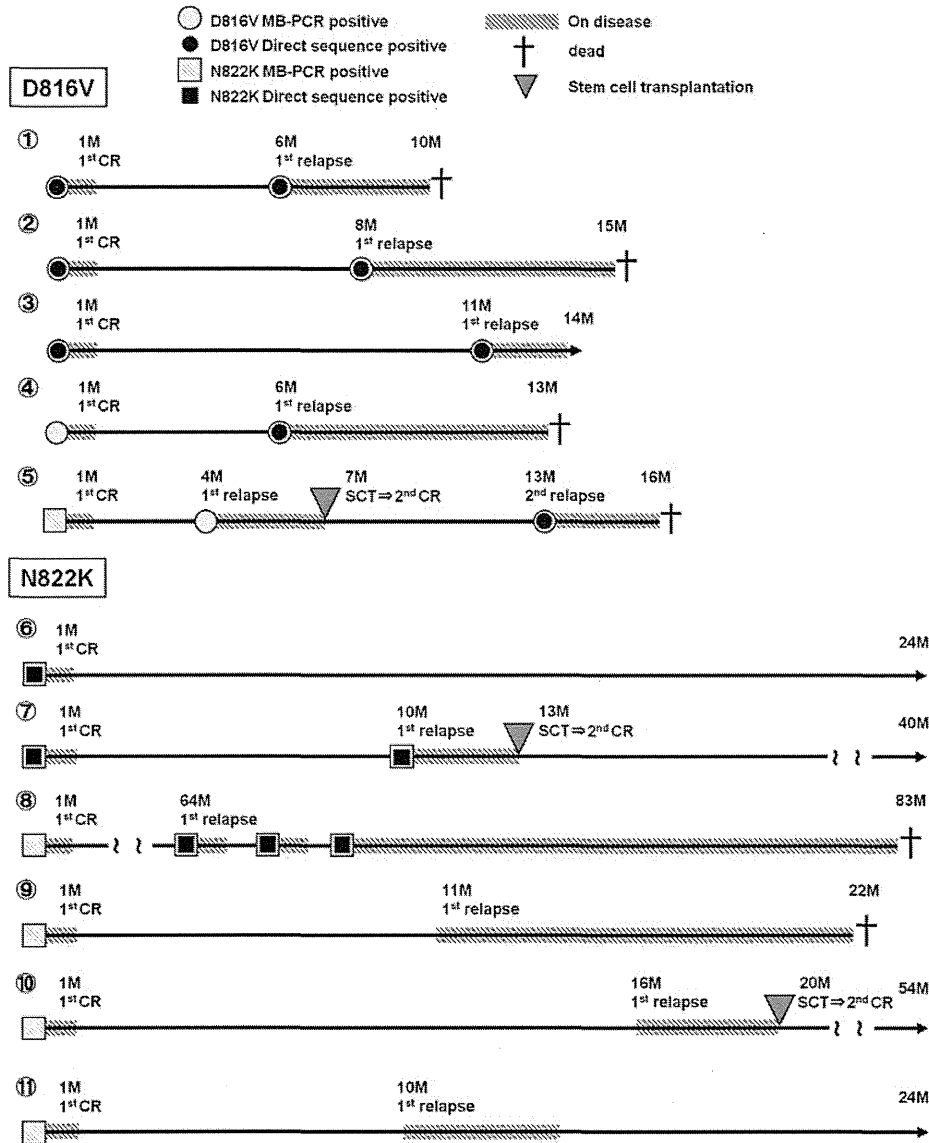 D816V MB-PCR positive
D816V Direct sequence positive
N822K MB-PCR positive
N822K Direct sequence positive
On disease
dead
Stem cell transplantation
D816V
①
1M
1st CR
6M
1st relapse
10M
②
1M
1st CR
8M
1st relapse
15M
③
1M
1st CR
11M
1st relapse
14M
④
1M
1st CR
6M
1st relapse
13M
⑤
1M
1st CR
4M
1st relapse
7M
SCT⇒2nd CR
13M
2nd relapse
16M
N822K
⑥
1M
1st CR
24M
⑦
1M
1st CR
10M
1st relapse
13M
SCT⇒2nd CR
40M
⑧
1M
1st CR
64M
1st relapse
83M
⑨
1M
1st CR
11M
1st relapse
22M
⑩
1M
1st CR
16M
1st relapse
20M
SCT⇒2nd CR
54M
⑪
1M
1st CR
10M
1st relapse
24M